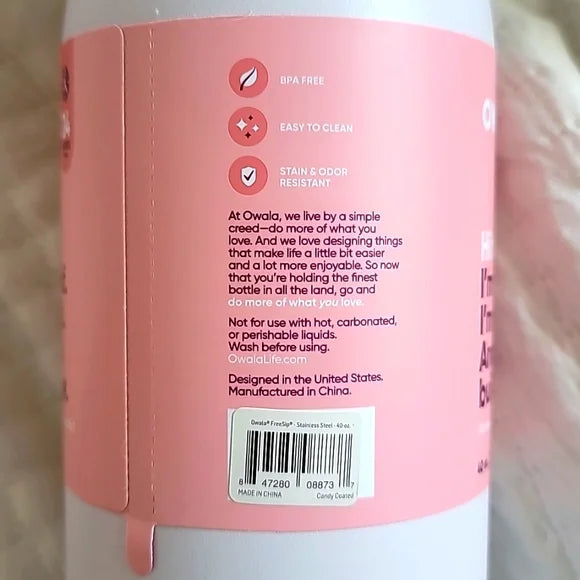 BPA FREE
EASY TO CLEAN
STAIN & ODOR
RESISTANT
At Owala, we live by a simple
creed—do more of what you
love. And we love designing things
that make life a little bit easier
and a lot more enjoyable. So now
that you're holding the finest
bottle in all the land, go and
do more of what you love.
Not for use with hot, carbonated,
or perishable liquids.
Wash before using.
OwalaLife.com
Designed in the United States.
Manufactured in China.
Owala® FreeSip® · Stainless Steel · 40 oz.
8 47280 08873 7
MADE IN CHINA Candy Coated